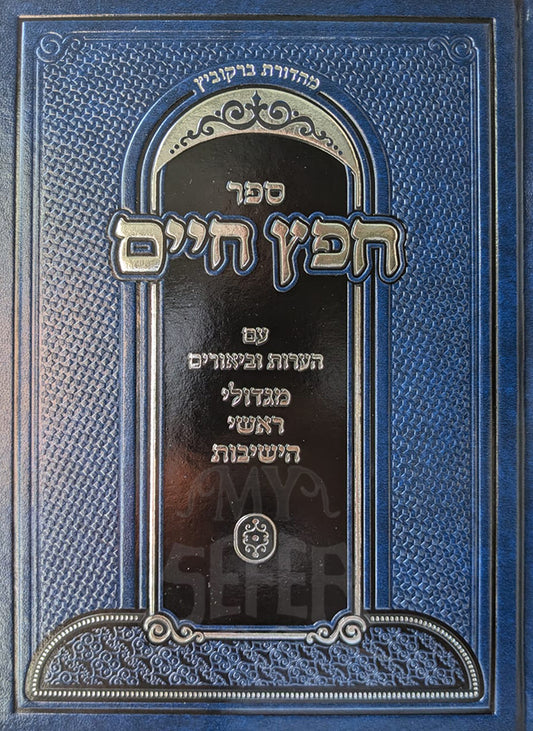 מהדורת ברקוביץ
ספר
חפץ חיים
עם
הערות וביאורים
מגדולי
ראשי
הישיבות
MY
SEFER